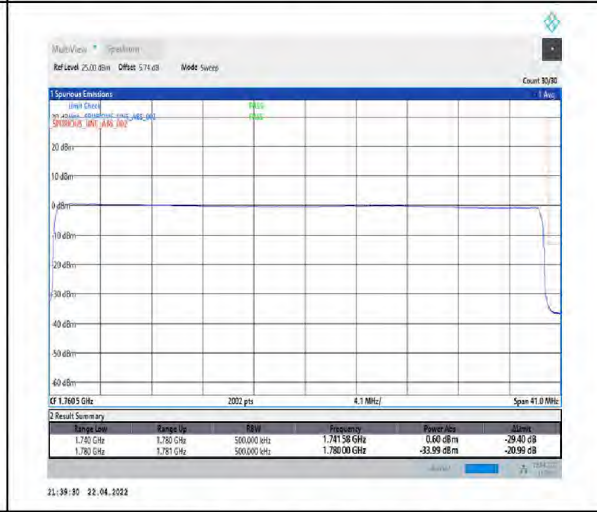 MultiView Spectrum
Ref Level 25.00 dBm Offset 5.74 dB Mode Sweep
Count 30/30
1 Spurious Emissions 1 Avg
Limit Check PASS
SPURIOUS_LINE_ABS_002 PASS
20 dBm
10 dBm
0 dBm
-10 dBm
-20 dBm
-30 dBm
-40 dBm
-50 dBm
-60 dBm
CF 1.7605 GHz 2002 pts 4.1 MHz/ Span 41.0 MHz
2 Result Summary
Range Low Range Up RBW Frequency Power Abs ΔLimit
1.740 GHz 1.780 GHz 500.000 kHz 1.74158 GHz 0.60 dBm -29.40 dB
1.780 GHz 1.781 GHz 500.000 kHz 1.78000 GHz -33.99 dBm -20.99 dB
21:39:30 22.04.2022